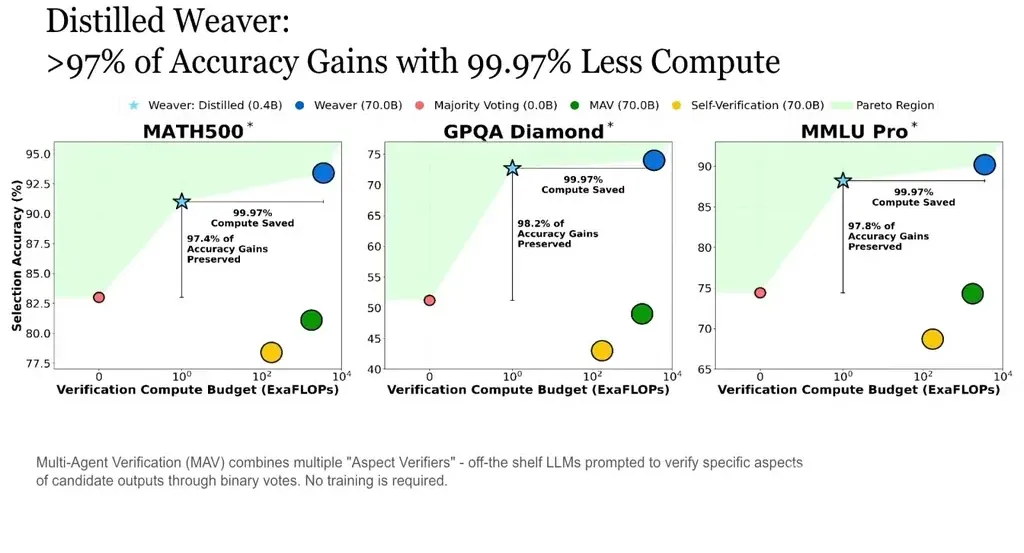 Distilled Weaver:
>97% of Accuracy Gains with 99.97% Less Compute
Weaver: Distilled (0.4B) Weaver (70.0B) Majority Voting (0.0B) MAV (70.0B) Self-Verification (70.0B) Pareto Region
MATH500*
Selection Accuracy (%)
95.0
92.5
90.0
87.5
85.0
82.5
80.0
77.5
99.97%
Compute Saved
97.4% of
Accuracy Gains
Preserved
0 10⁰ 10² 10⁴
Verification Compute Budget (ExaFLOPs)
GPQA Diamond*
75
70
65
60
55
50
45
40
99.97%
Compute Saved
98.2% of
Accuracy Gains
Preserved
0 10⁰ 10² 10⁴
Verification Compute Budget (ExaFLOPs)
MMLU Pro*
90
85
80
75
70
65
99.97%
Compute Saved
97.8% of
Accuracy Gains
Preserved
0 10⁰ 10² 10⁴
Verification Compute Budget (ExaFLOPs)
Multi-Agent Verification (MAV) combines multiple "Aspect Verifiers" - off-the shelf LLMs prompted to verify specific aspects
of candidate outputs through binary votes. No training is required.